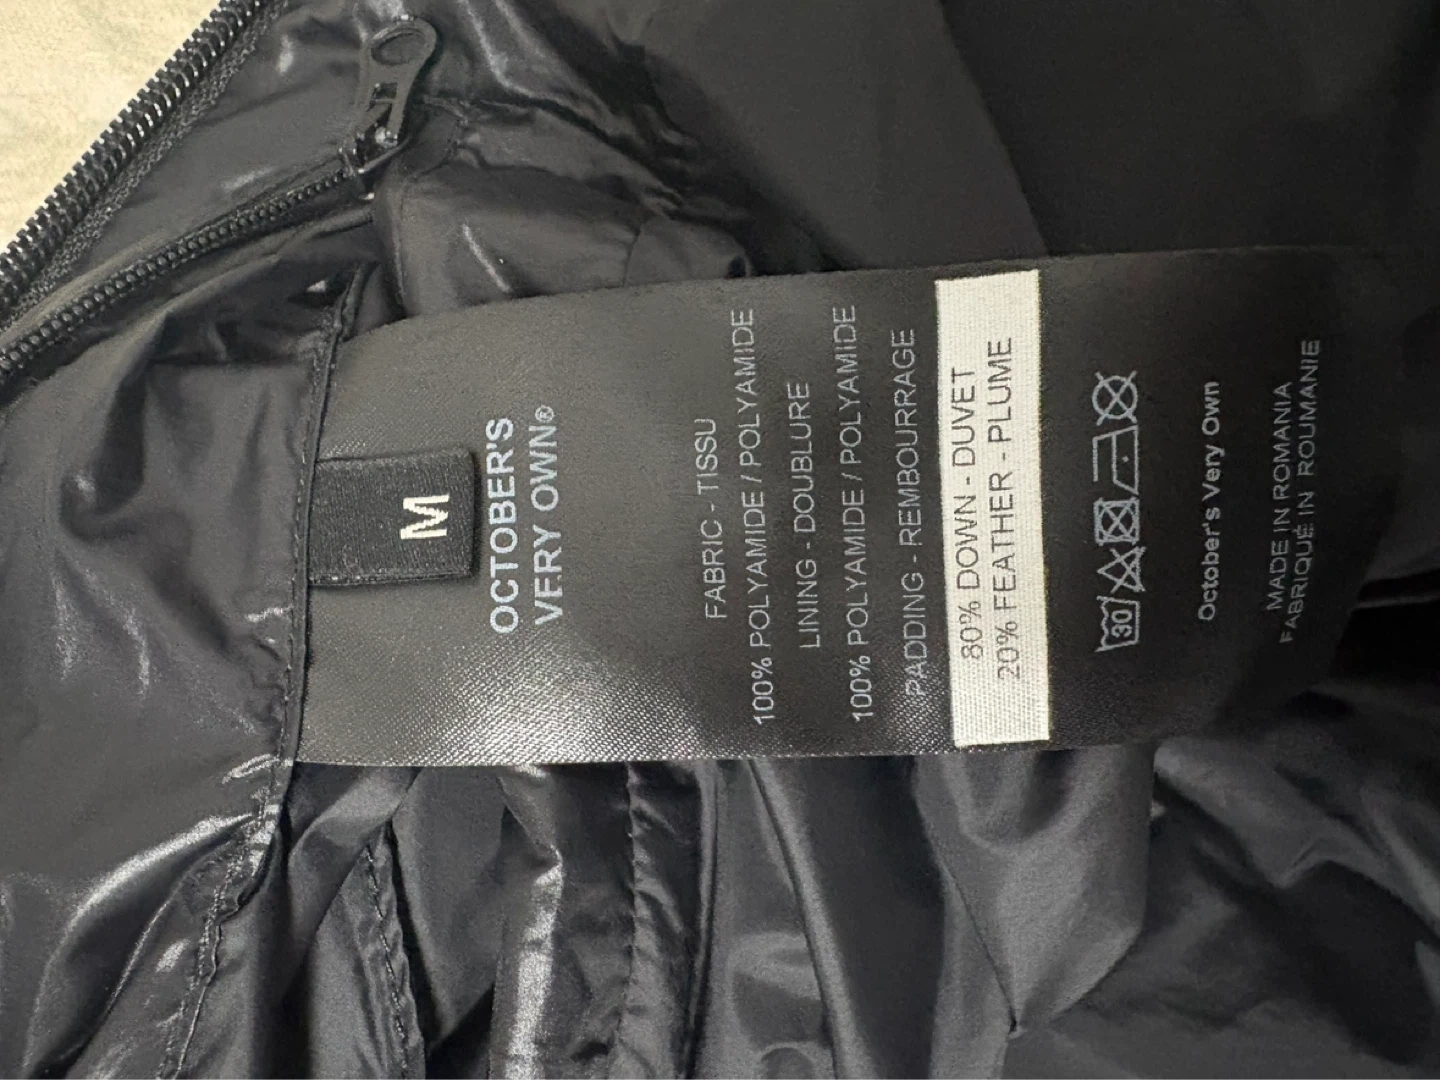 M
OCTOBER'S
VERY OWN®
FABRIC - TISSU
100% POLYAMIDE / POLYAMIDE
LINING - DOUBLURE
100% POLYAMIDE / POLYAMIDE
PADDING - REMBOURRAGE
80% DOWN - DUVET
20% FEATHER - PLUME
30
October's Very Own
MADE IN ROMANIA
FABRIQUÉ IN ROUMANIE